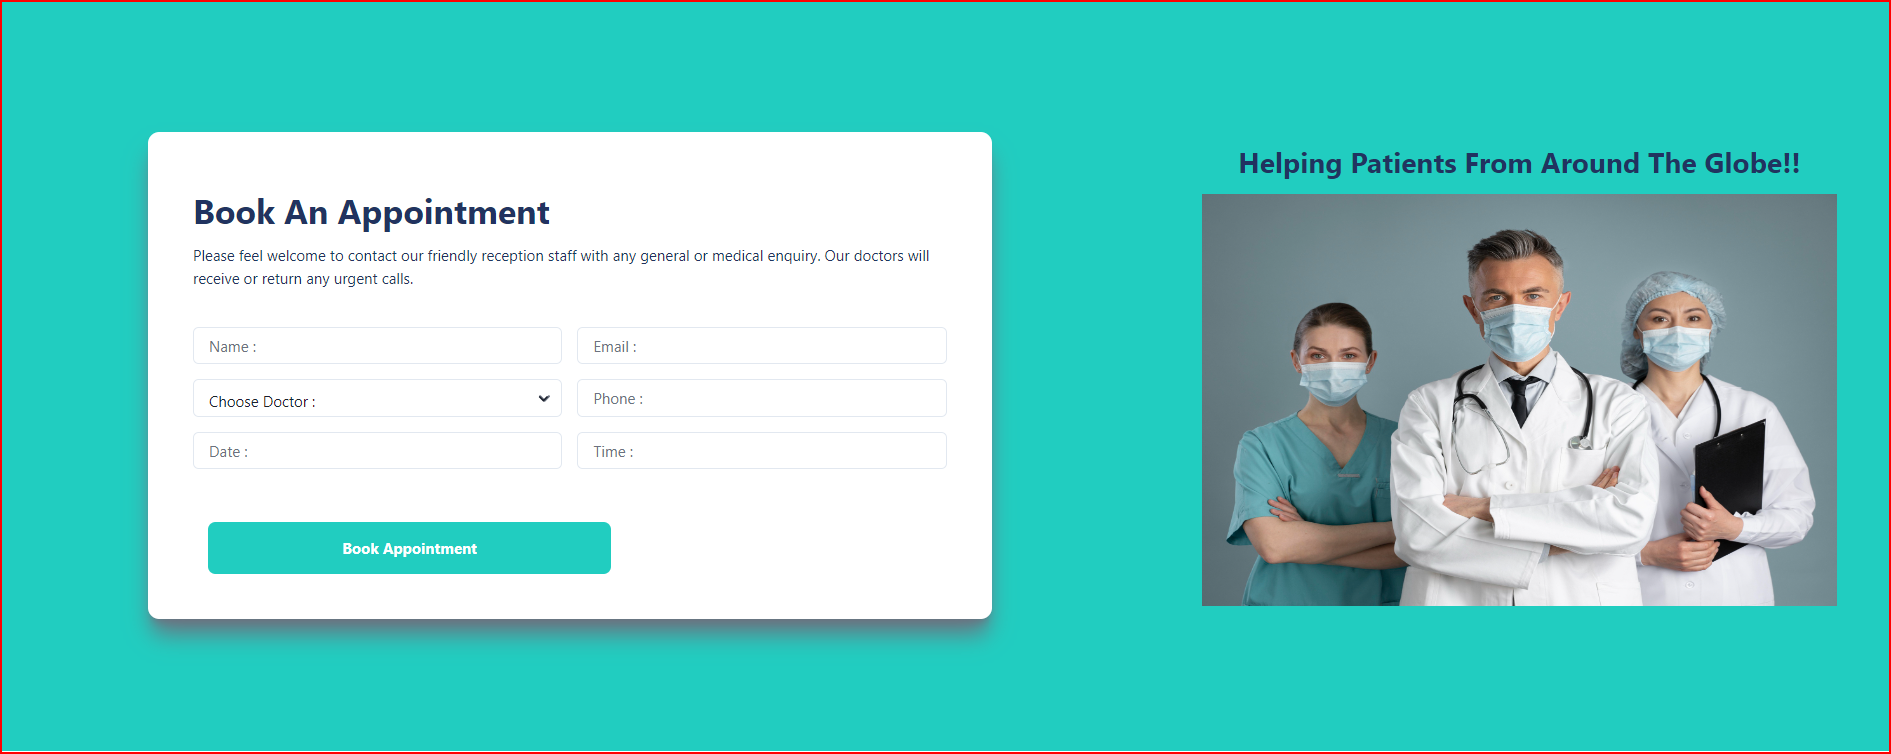 Book An Appointment
Please feel welcome to contact our friendly reception staff with any general or medical enquiry. Our doctors will
receive or return any urgent calls.
Name :
Email :
Choose Doctor :
Phone :
Date :
Time :
Book Appointment
Helping Patients From Around The Globe!!